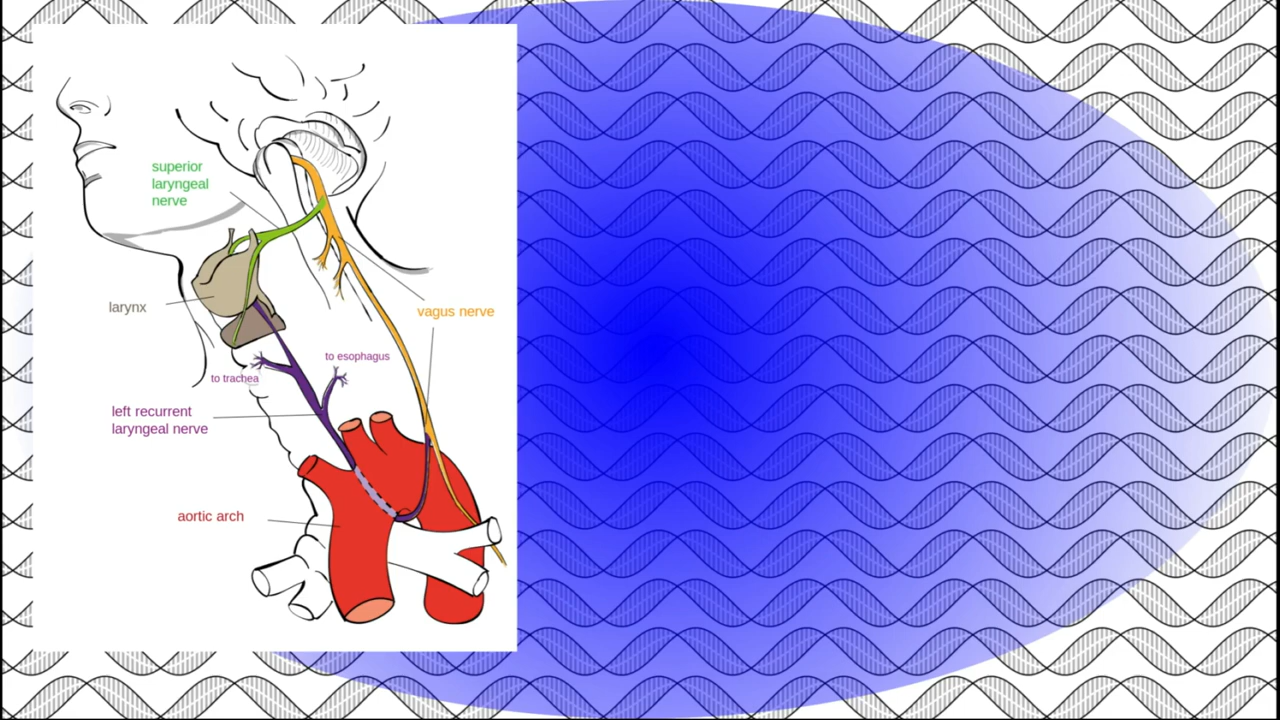 superior
laryngeal
nerve
larynx
vagus nerve
to esophagus
to trachea
left recurrent
laryngeal nerve
aortic arch